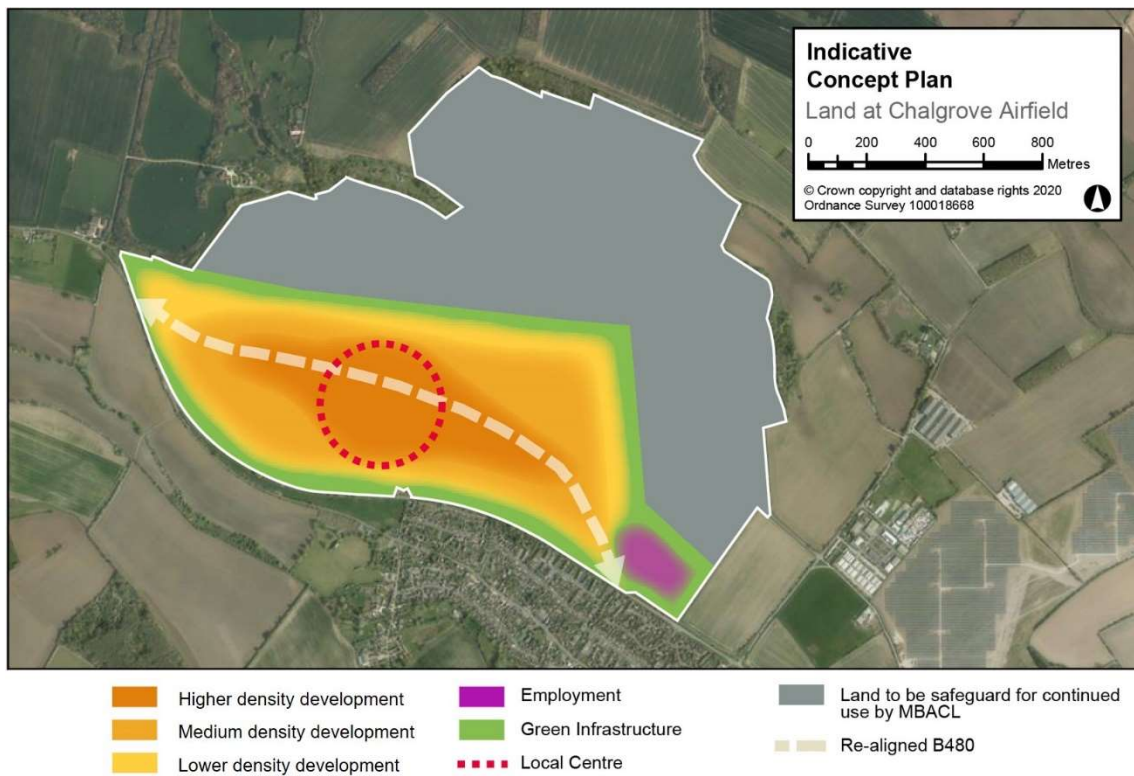 Indicative
Concept Plan
Land at Chalgrove Airfield
0 200 400 600 800
Metres
© Crown copyright and database rights 2020
Ordnance Survey 100018668
Higher density development
Medium density development
Lower density development
Employment
Green Infrastructure
Local Centre
Land to be safeguard for continued
use by MBACL
Re-aligned B480